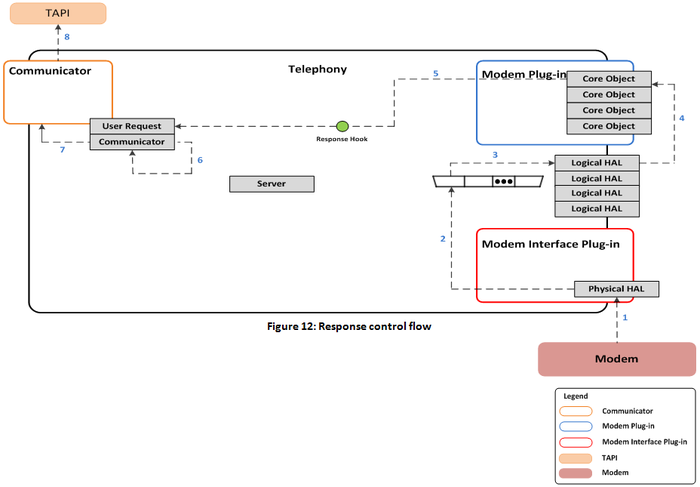 TAPI
8
Communicator
Telephony
5
Modem Plug-in
Core Object
Core Object
Core Object
Core Object
4
User Request
Communicator
Response Hook
7
6
3
Logical HAL
Logical HAL
Logical HAL
Logical HAL
Server
2
Modem Interface Plug-in
Physical HAL
1
Figure 12: Response control flow
Modem
Legend
Communicator
Modem Plug-in
Modem Interface Plug-in
TAPI
Modem